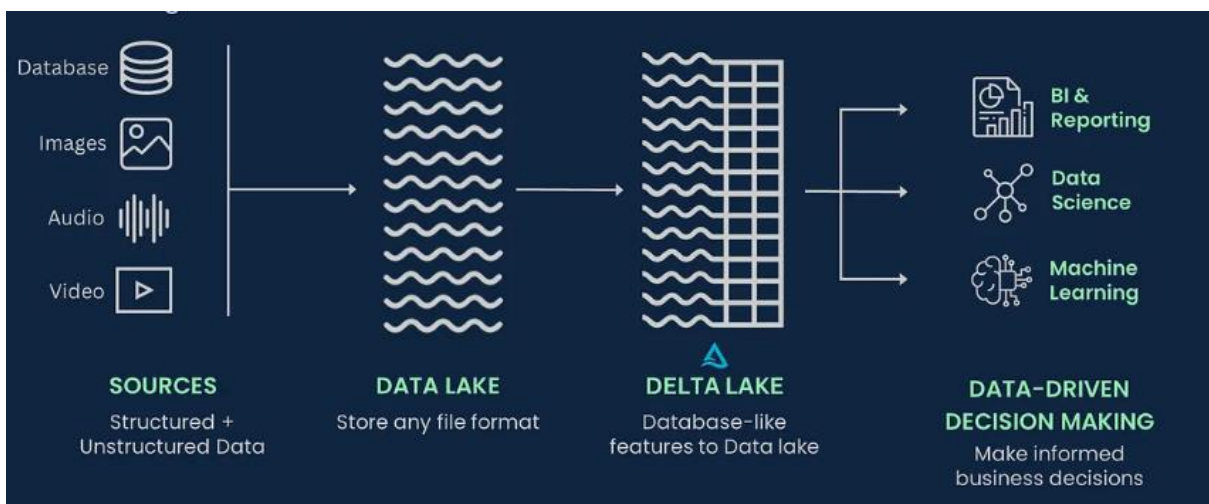 Database
Images
Audio
Video
SOURCES
Structured +
Unstructured Data
DATA LAKE
Store any file format
DELTA LAKE
Database-like
features to Data lake
BI &
Reporting
Data
Science
Machine
Learning
DATA-DRIVEN
DECISION MAKING
Make informed
business decisions